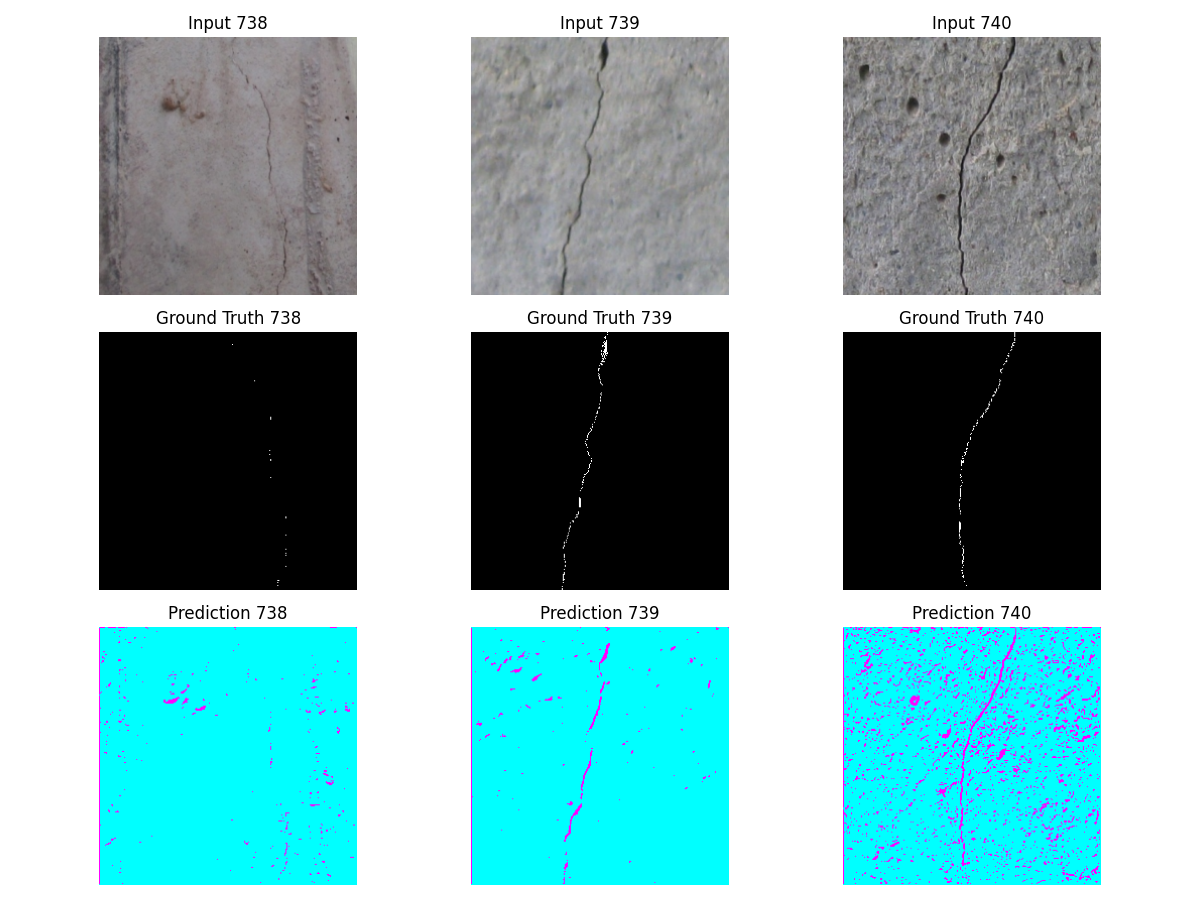 Input 738
Input 739
Input 740
Ground Truth 738
Ground Truth 739
Ground Truth 740
Prediction 738
Prediction 739
Prediction 740